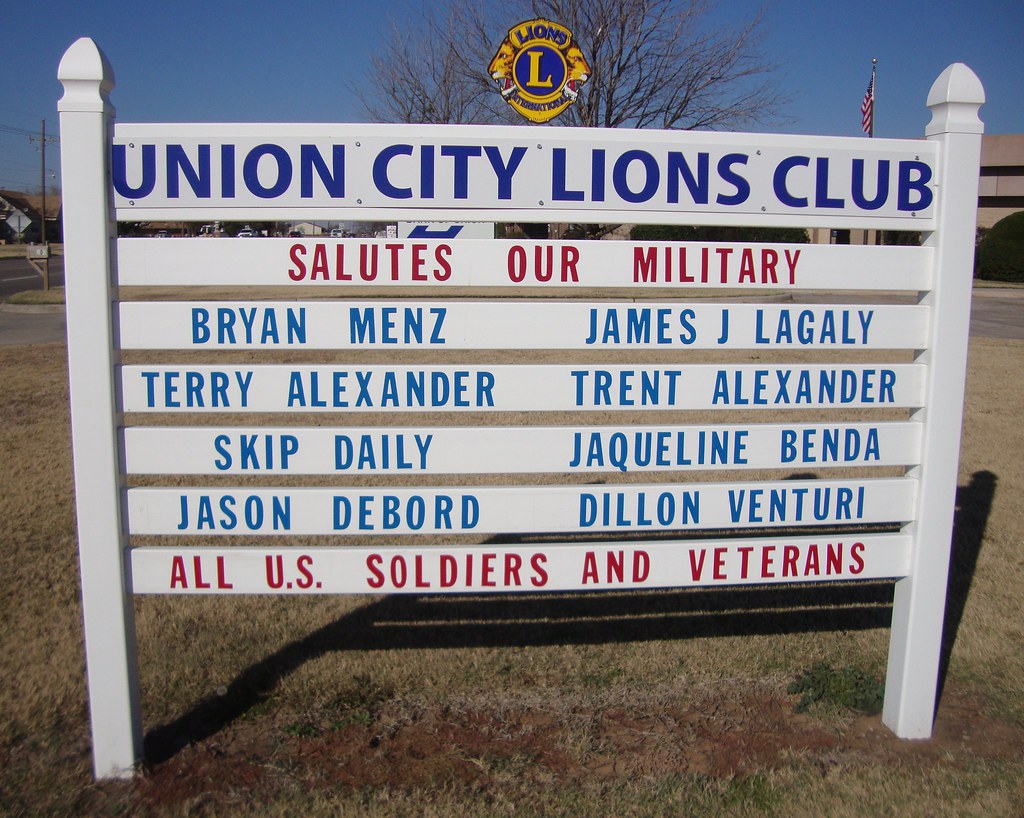 LIONS
L
INTERNATIONAL
UNION CITY LIONS CLUB
SALUTES OUR MILITARY
BRYAN MENZ JAMES J LAGALY
TERRY ALEXANDER TRENT ALEXANDER
SKIP DAILY JAQUELINE BENDA
JASON DEBORD DILLON VENTURI
ALL U.S. SOLDIERS AND VETERANS